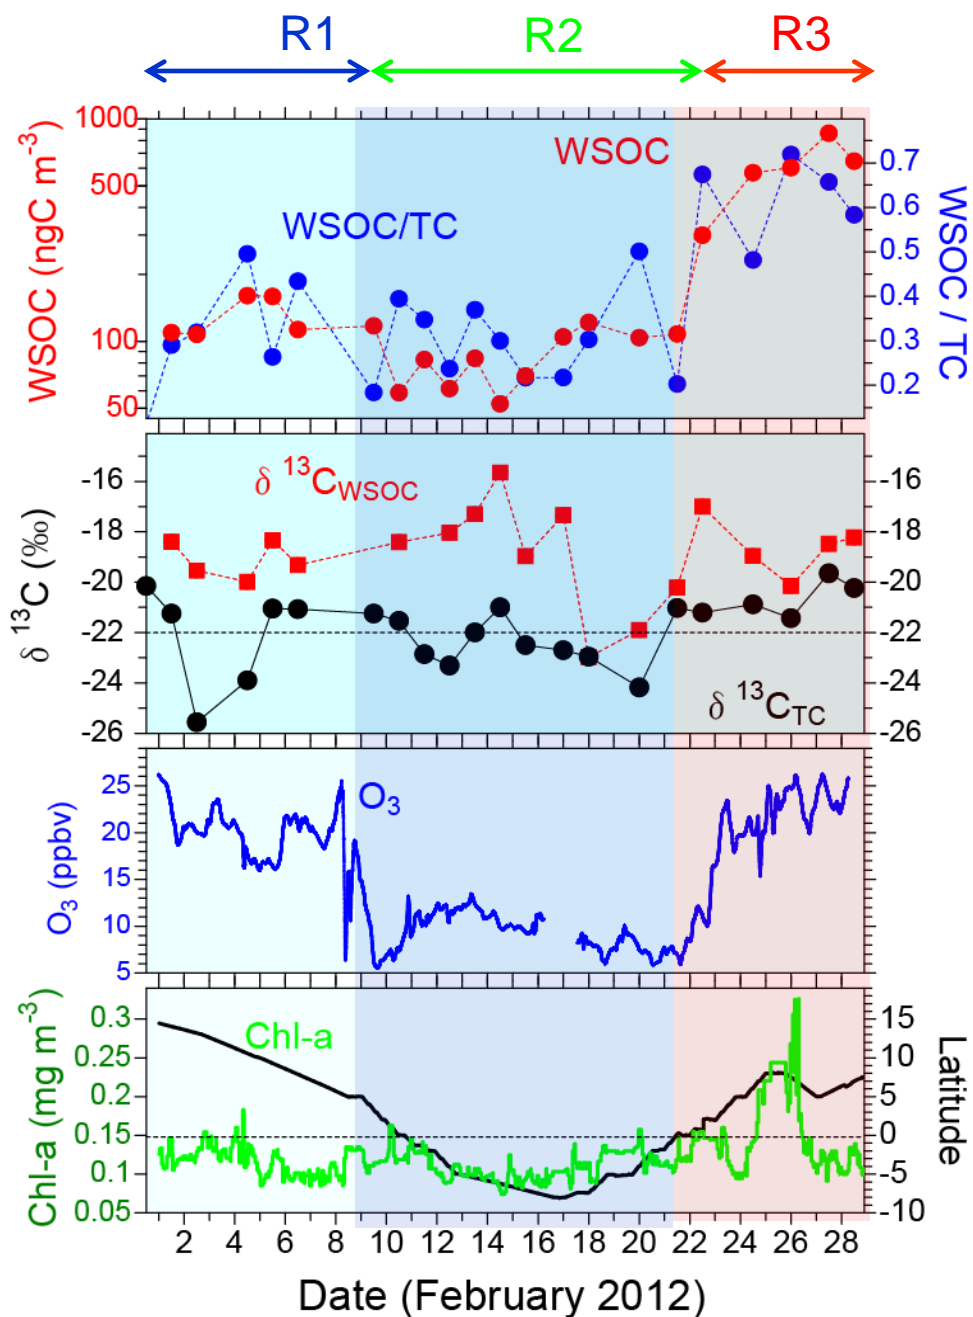 R1 R2 R3
1000
500
100
50
WSOC (ngC m⁻³)
WSOC
WSOC/TC
0.7
0.6
0.5
0.4
0.3
0.2
WSOC / TC
-16
-18
-20
-22
-24
-26
δ ¹³C (‰)
δ ¹³C_WSOC
δ ¹³C_TC
-16
-18
-20
-22
-24
-26
25
20
15
10
5
O₃ (ppbv)
O₃
0.3
0.25
0.2
0.15
0.1
0.05
Chl-a (mg m⁻³)
Chl-a
15
10
5
0
-5
-10
Latitude
2 4 6 8 10 12 14 16 18 20 22 24 26 28
Date (February 2012)